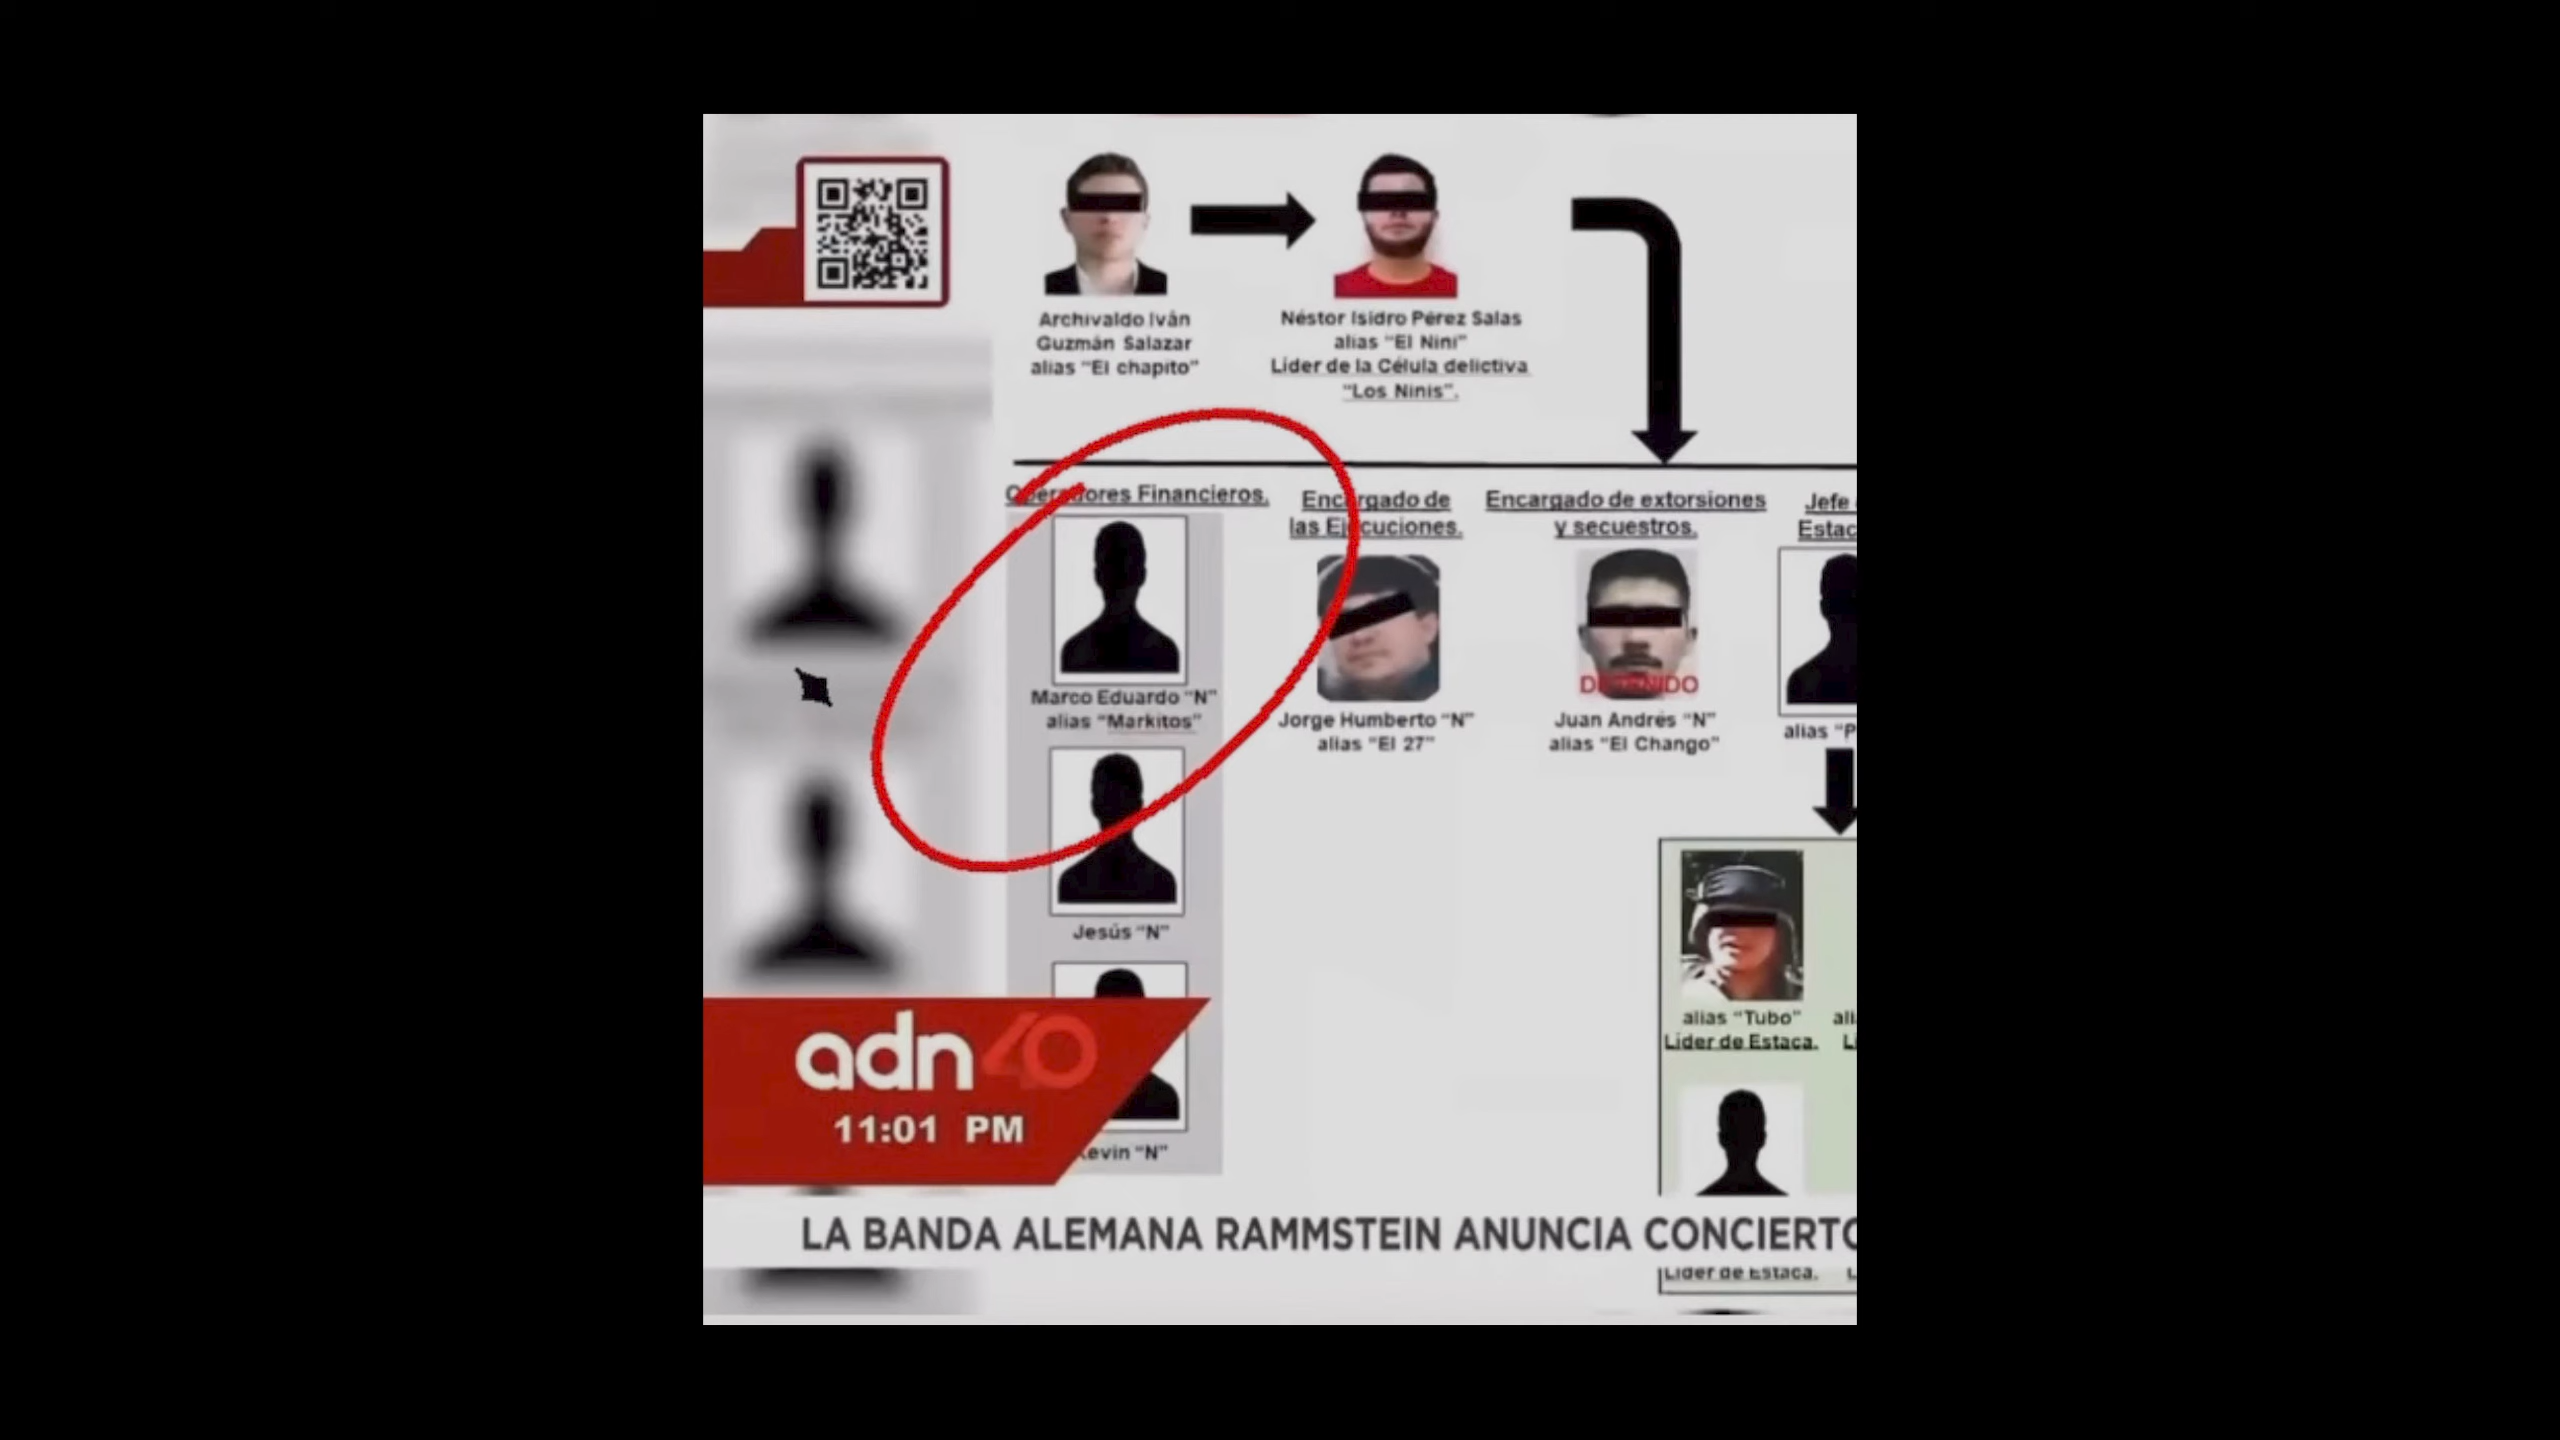 Archivaldo Iván
Guzmán Salazar
alias “El chapito”
Néstor Isidro Pérez Salas
alias “El Nini”
Líder de la Célula delictiva
“Los Ninis”.
Operadores Financieros.
Marco Eduardo “N”
alias “Markitos”
Jesús “N”
Kevin “N”
Encargado de
las Ejecuciones.
Jorge Humberto “N”
alias “El 27”
Encargado de extorsiones
y secuestros.
DETENIDO
Juan Andrés “N”
alias “El Chango”
Jefe
alias “P
alias “Tubo”
Líder de Estaca.
adn40
11:01 PM
LA BANDA ALEMANA RAMMSTEIN ANUNCIA CONCIERTO
Líder de Estaca.